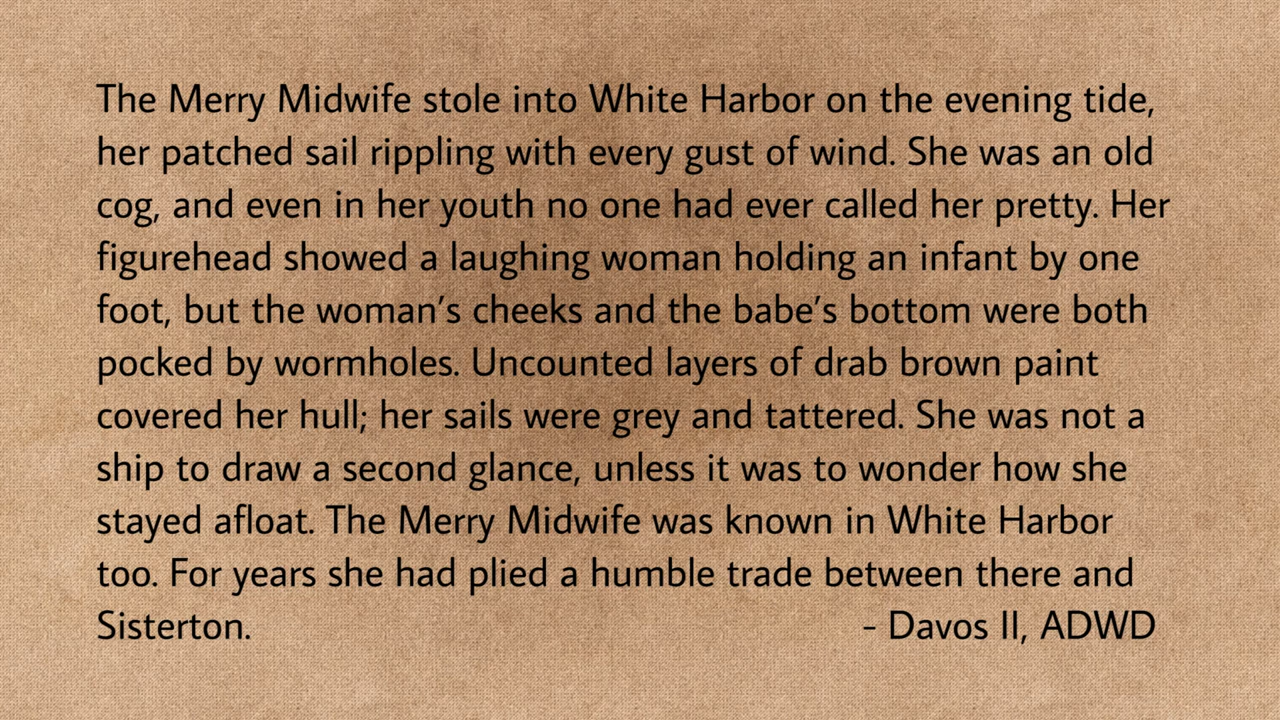 The Merry Midwife stole into White Harbor on the evening tide,
her patched sail rippling with every gust of wind. She was an old
cog, and even in her youth no one had ever called her pretty. Her
figurehead showed a laughing woman holding an infant by one
foot, but the woman’s cheeks and the babe’s bottom were both
pocked by wormholes. Uncounted layers of drab brown paint
covered her hull; her sails were grey and tattered. She was not a
ship to draw a second glance, unless it was to wonder how she
stayed afloat. The Merry Midwife was known in White Harbor
too. For years she had plied a humble trade between there and
Sisterton. - Davos II, ADWD